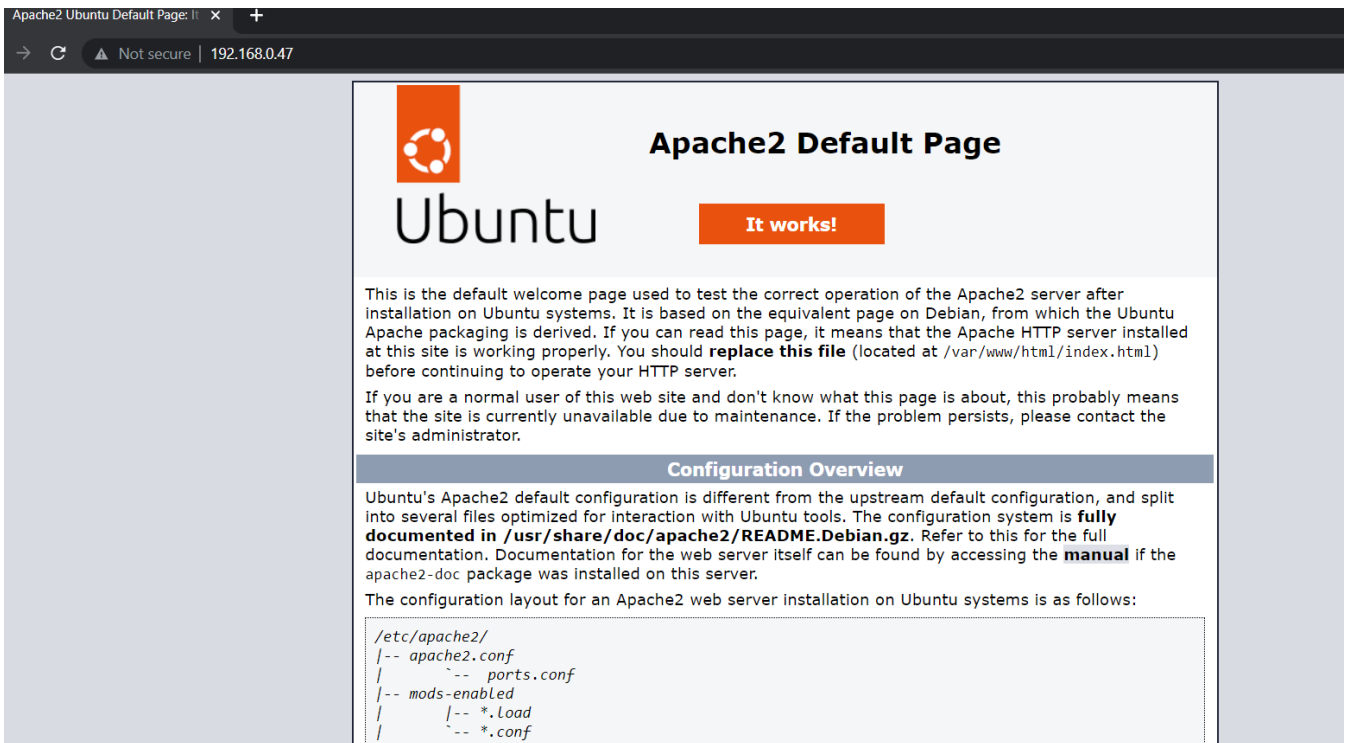 Apache2 Ubuntu Default Page: It
Not secure | 192.168.0.47
Apache2 Default Page
Ubuntu
It works!
This is the default welcome page used to test the correct operation of the Apache2 server after
installation on Ubuntu systems. It is based on the equivalent page on Debian, from which the Ubuntu
Apache packaging is derived. If you can read this page, it means that the Apache HTTP server installed
at this site is working properly. You should replace this file (located at /var/www/html/index.html)
before continuing to operate your HTTP server.
If you are a normal user of this web site and don't know what this page is about, this probably means
that the site is currently unavailable due to maintenance. If the problem persists, please contact the
site's administrator.
Configuration Overview
Ubuntu's Apache2 default configuration is different from the upstream default configuration, and split
into several files optimized for interaction with Ubuntu tools. The configuration system is fully
documented in /usr/share/doc/apache2/README.Debian.gz. Refer to this for the full
documentation. Documentation for the web server itself can be found by accessing the manual if the
apache2-doc package was installed on this server.
The configuration layout for an Apache2 web server installation on Ubuntu systems is as follows:
/etc/apache2/
|-- apache2.conf
|       `--  ports.conf
|-- mods-enabled
|       |-- *.load
|       `-- *.conf